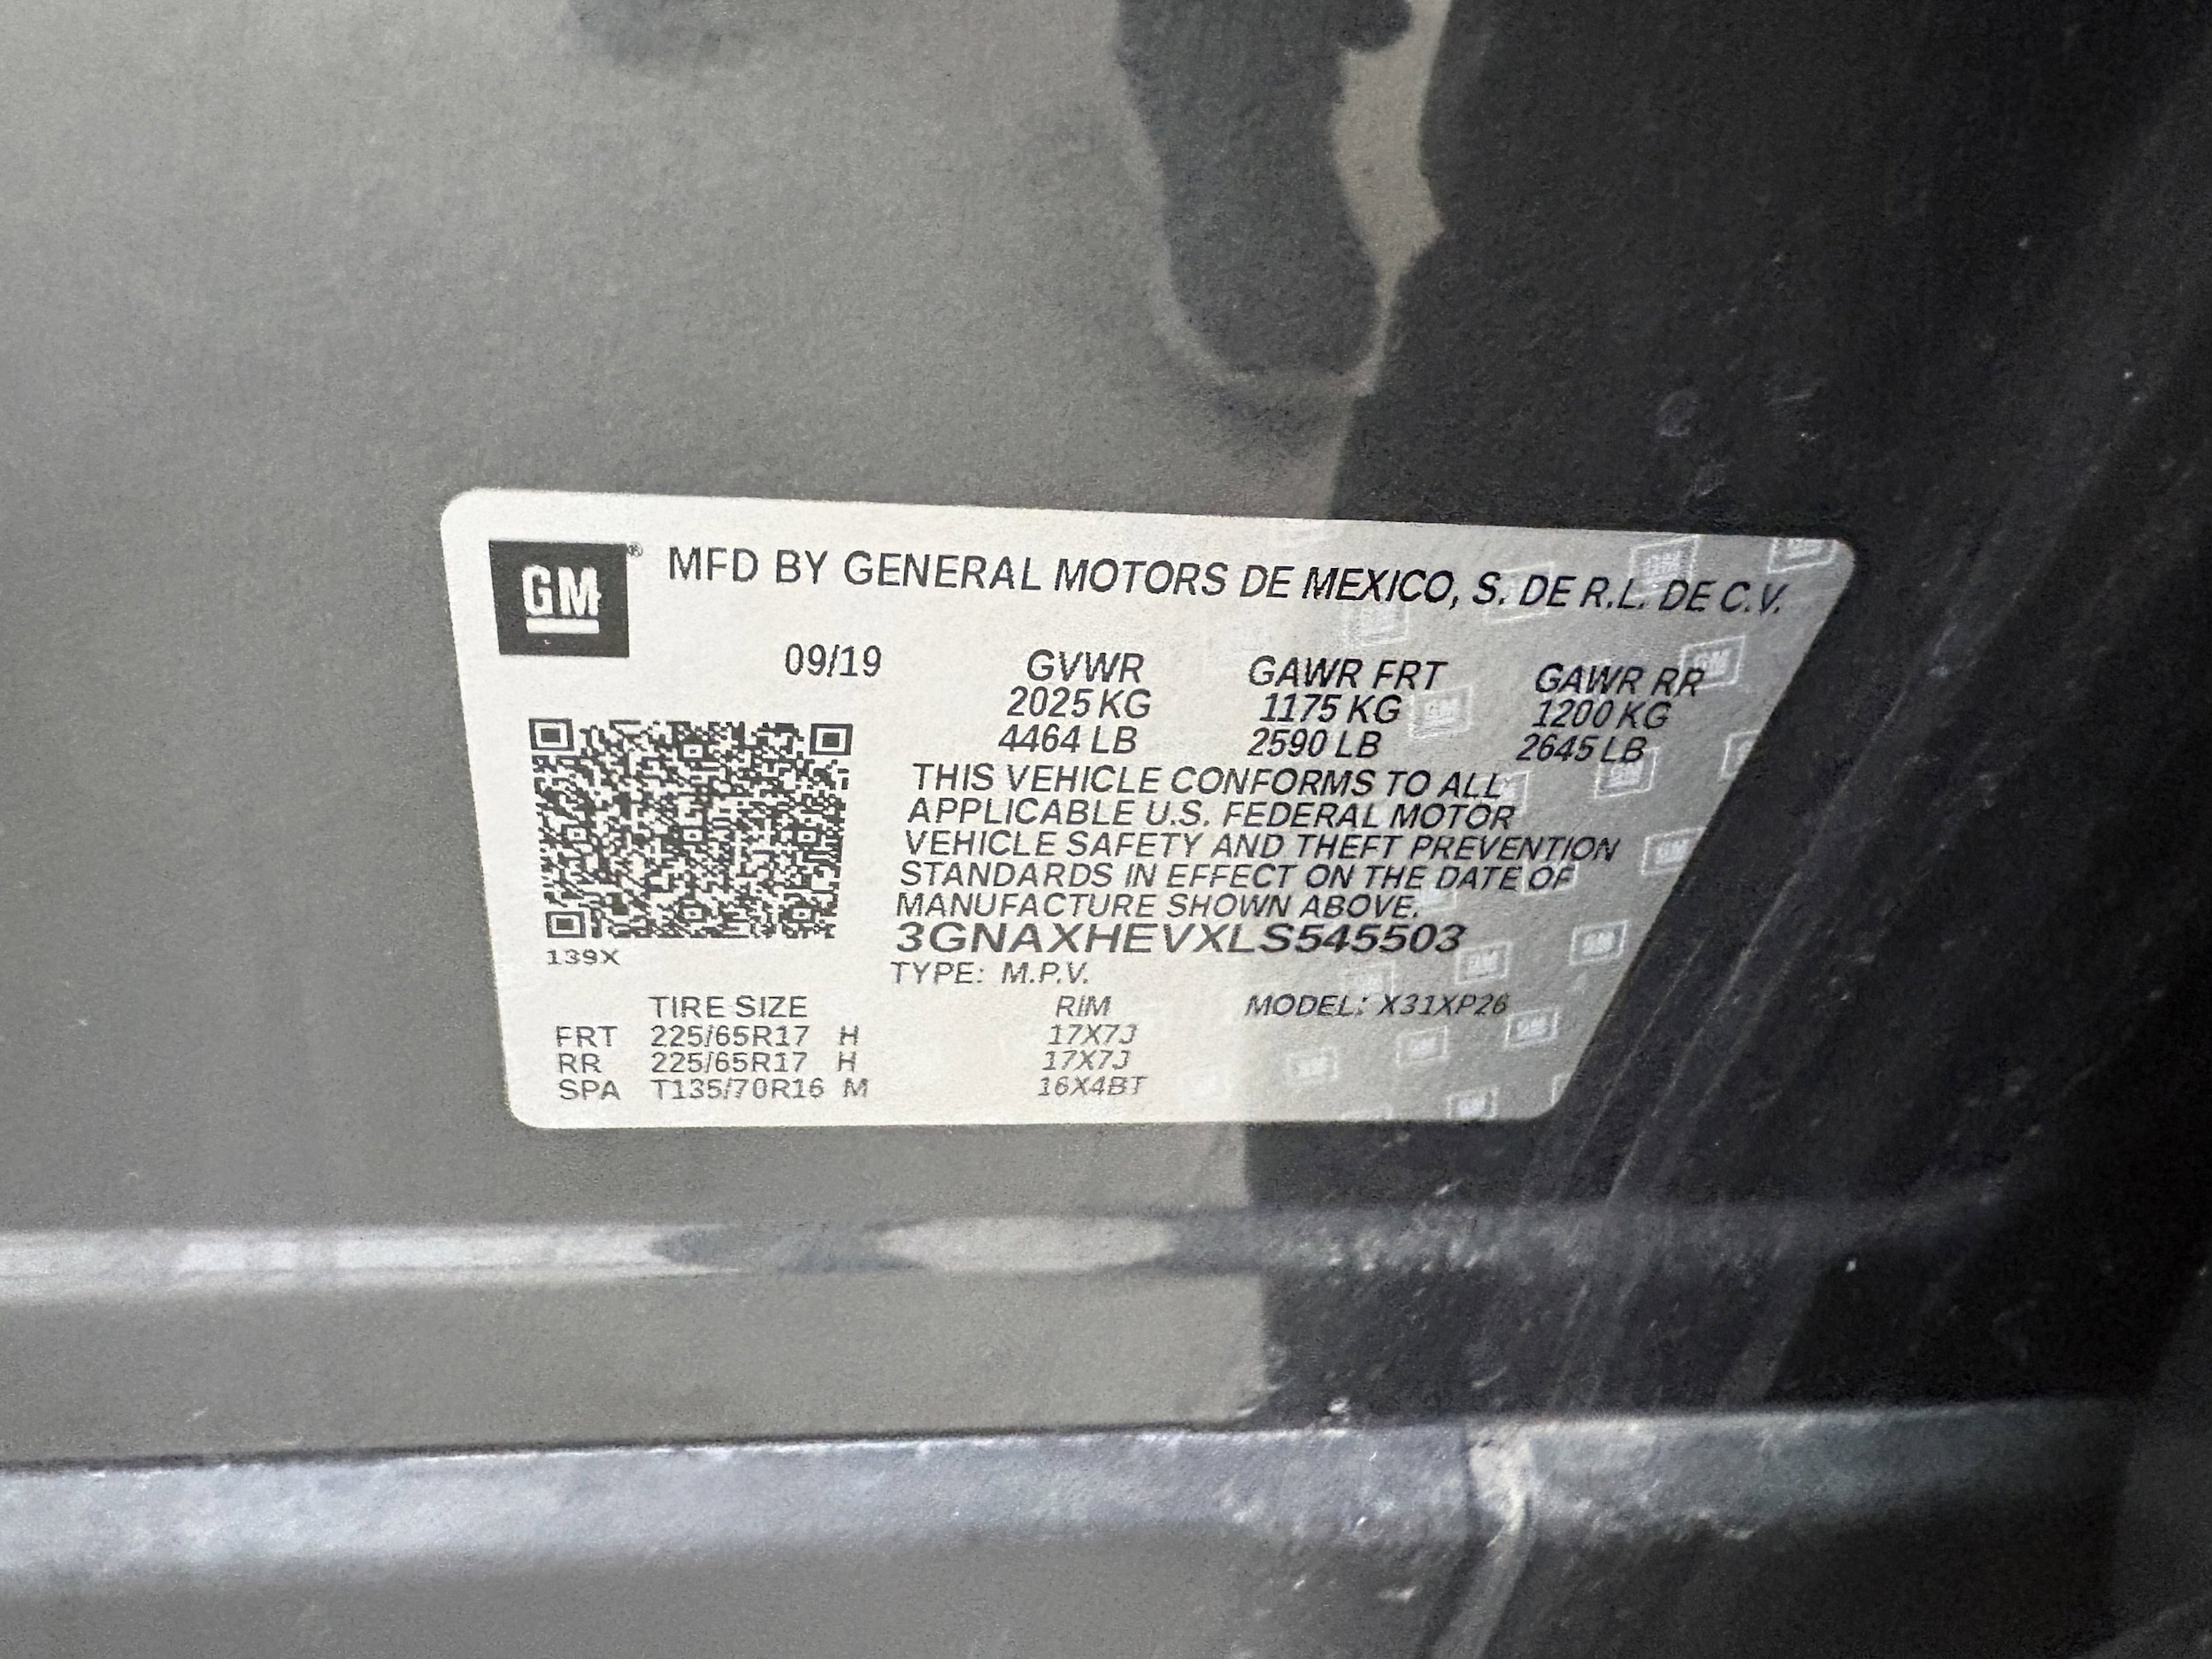 GM ® MFD BY GENERAL MOTORS DE MEXICO, S. DE R.L. DE C.V.
09/19 GVWR GAWR FRT GAWR RR
2025 KG 1175 KG 1200 KG
4464 LB 2590 LB 2645 LB
THIS VEHICLE CONFORMS TO ALL
APPLICABLE U.S. FEDERAL MOTOR
VEHICLE SAFETY AND THEFT PREVENTION
STANDARDS IN EFFECT ON THE DATE OF
MANUFACTURE SHOWN ABOVE.
3GNAXHEVXLS545503
139X
TYPE: M.P.V.
TIRE SIZE RIM MODEL: X31XP26
FRT 225/65R17 H 17X7J
RR 225/65R17 H 17X7J
SPA T135/70R16 M 16X4BT